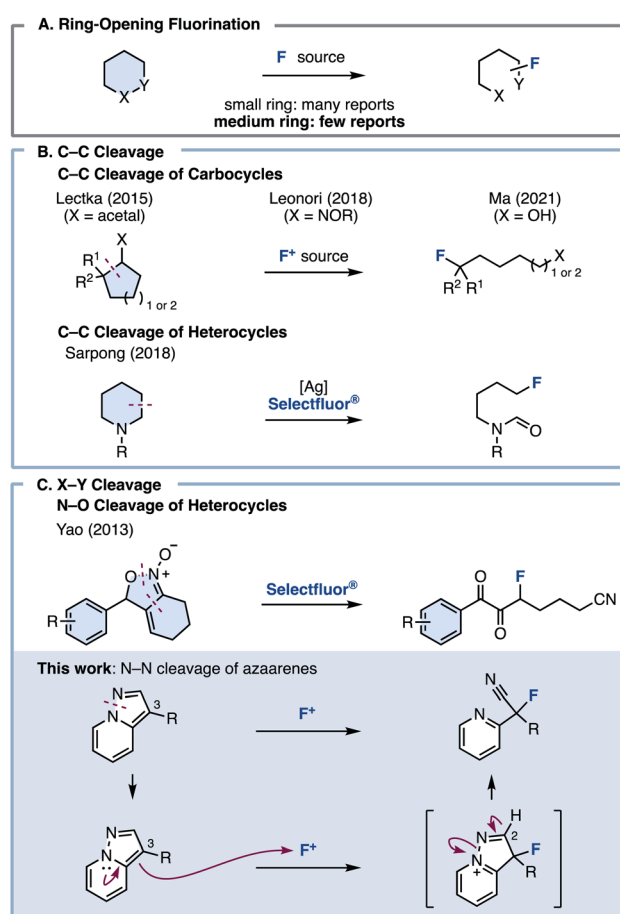 A. Ring-Opening Fluorination
X
Y
F source
small ring: many reports
medium ring: few reports
X
Y
F
B. C–C Cleavage
C–C Cleavage of Carbocycles
Lectka (2015)
(X = acetal)
Leonori (2018)
(X = NOR)
Ma (2021)
(X = OH)
X
R1
R2
( ) 1 or 2
F+ source
F
R2 R1
( ) X
1 or 2
C–C Cleavage of Heterocycles
Sarpong (2018)
N
R
[Ag]
Selectfluor®
F
N
O
R
C. X–Y Cleavage
N–O Cleavage of Heterocycles
Yao (2013)
O−
O
N+
R
Selectfluor®
O
F
R
O
CN
This work: N–N cleavage of azaarenes
N
N
3
R
F+
N
N
F
R
N
N
3
R
F+
H
N
2
F
N
+
R